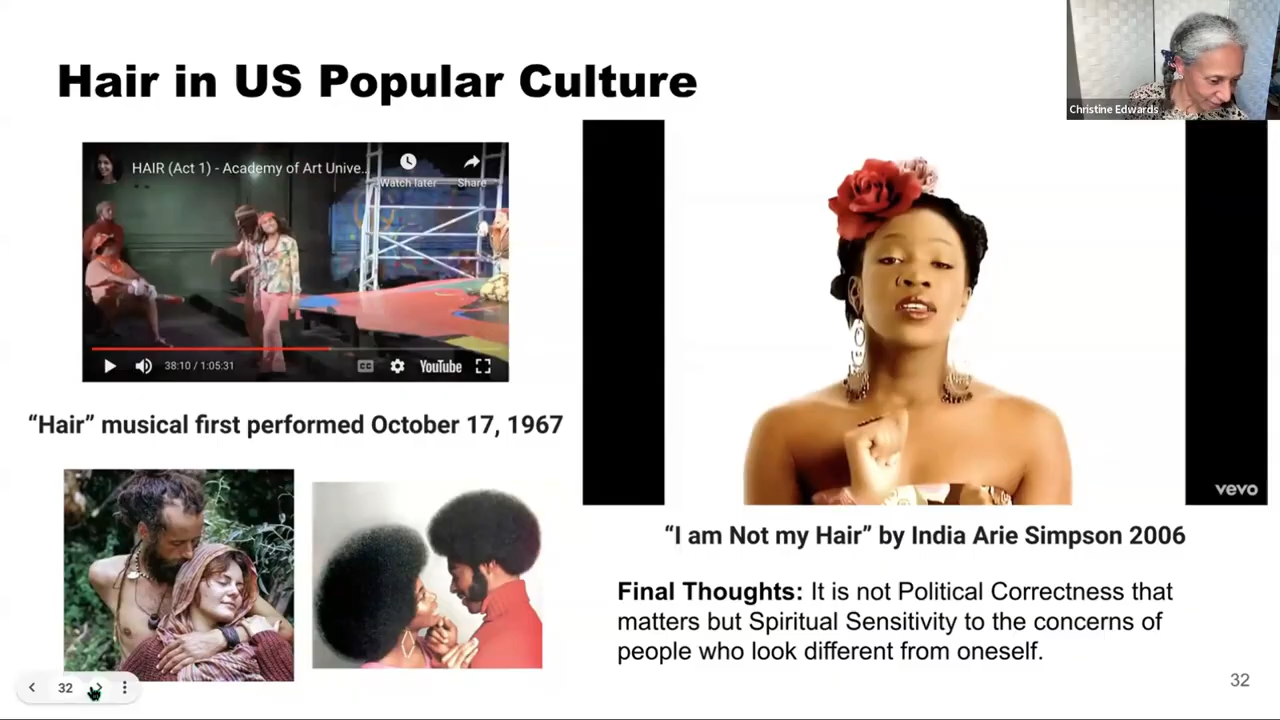 Hair in US Popular Culture
Christine Edwards
HAIR (Act 1) - Academy of Art Unive...
Watch later
Share
38:10 / 1:05:31
CC
YouTube
"Hair" musical first performed October 17, 1967
vevo
"I am Not my Hair" by India Arie Simpson 2006
Final Thoughts: It is not Political Correctness that
matters but Spiritual Sensitivity to the concerns of
people who look different from oneself.
32
32